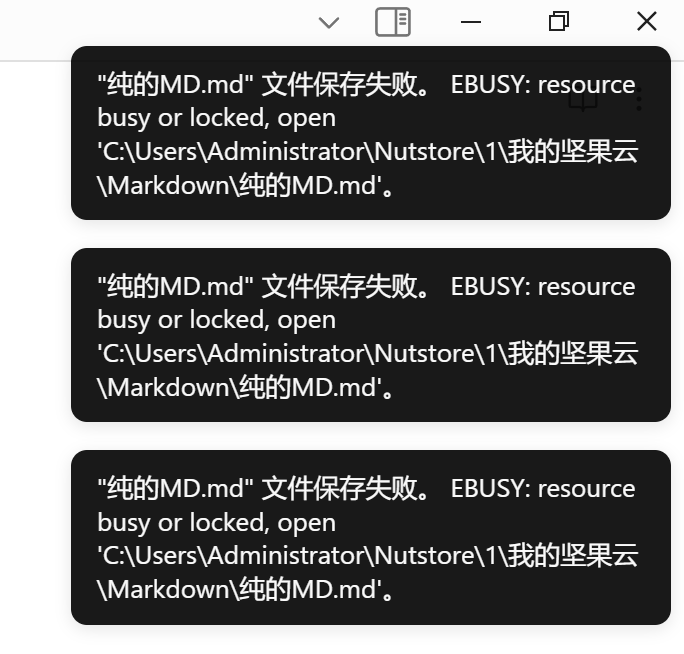 "纯的MD.md" 文件保存失败。 EBUSY: resource
busy or locked, open
'C:\Users\Administrator\Nutstore\1\我的坚果云
\Markdown\纯的MD.md'。
"纯的MD.md" 文件保存失败。 EBUSY: resource
busy or locked, open
'C:\Users\Administrator\Nutstore\1\我的坚果云
\Markdown\纯的MD.md'。
"纯的MD.md" 文件保存失败。 EBUSY: resource
busy or locked, open
'C:\Users\Administrator\Nutstore\1\我的坚果云
\Markdown\纯的MD.md'。